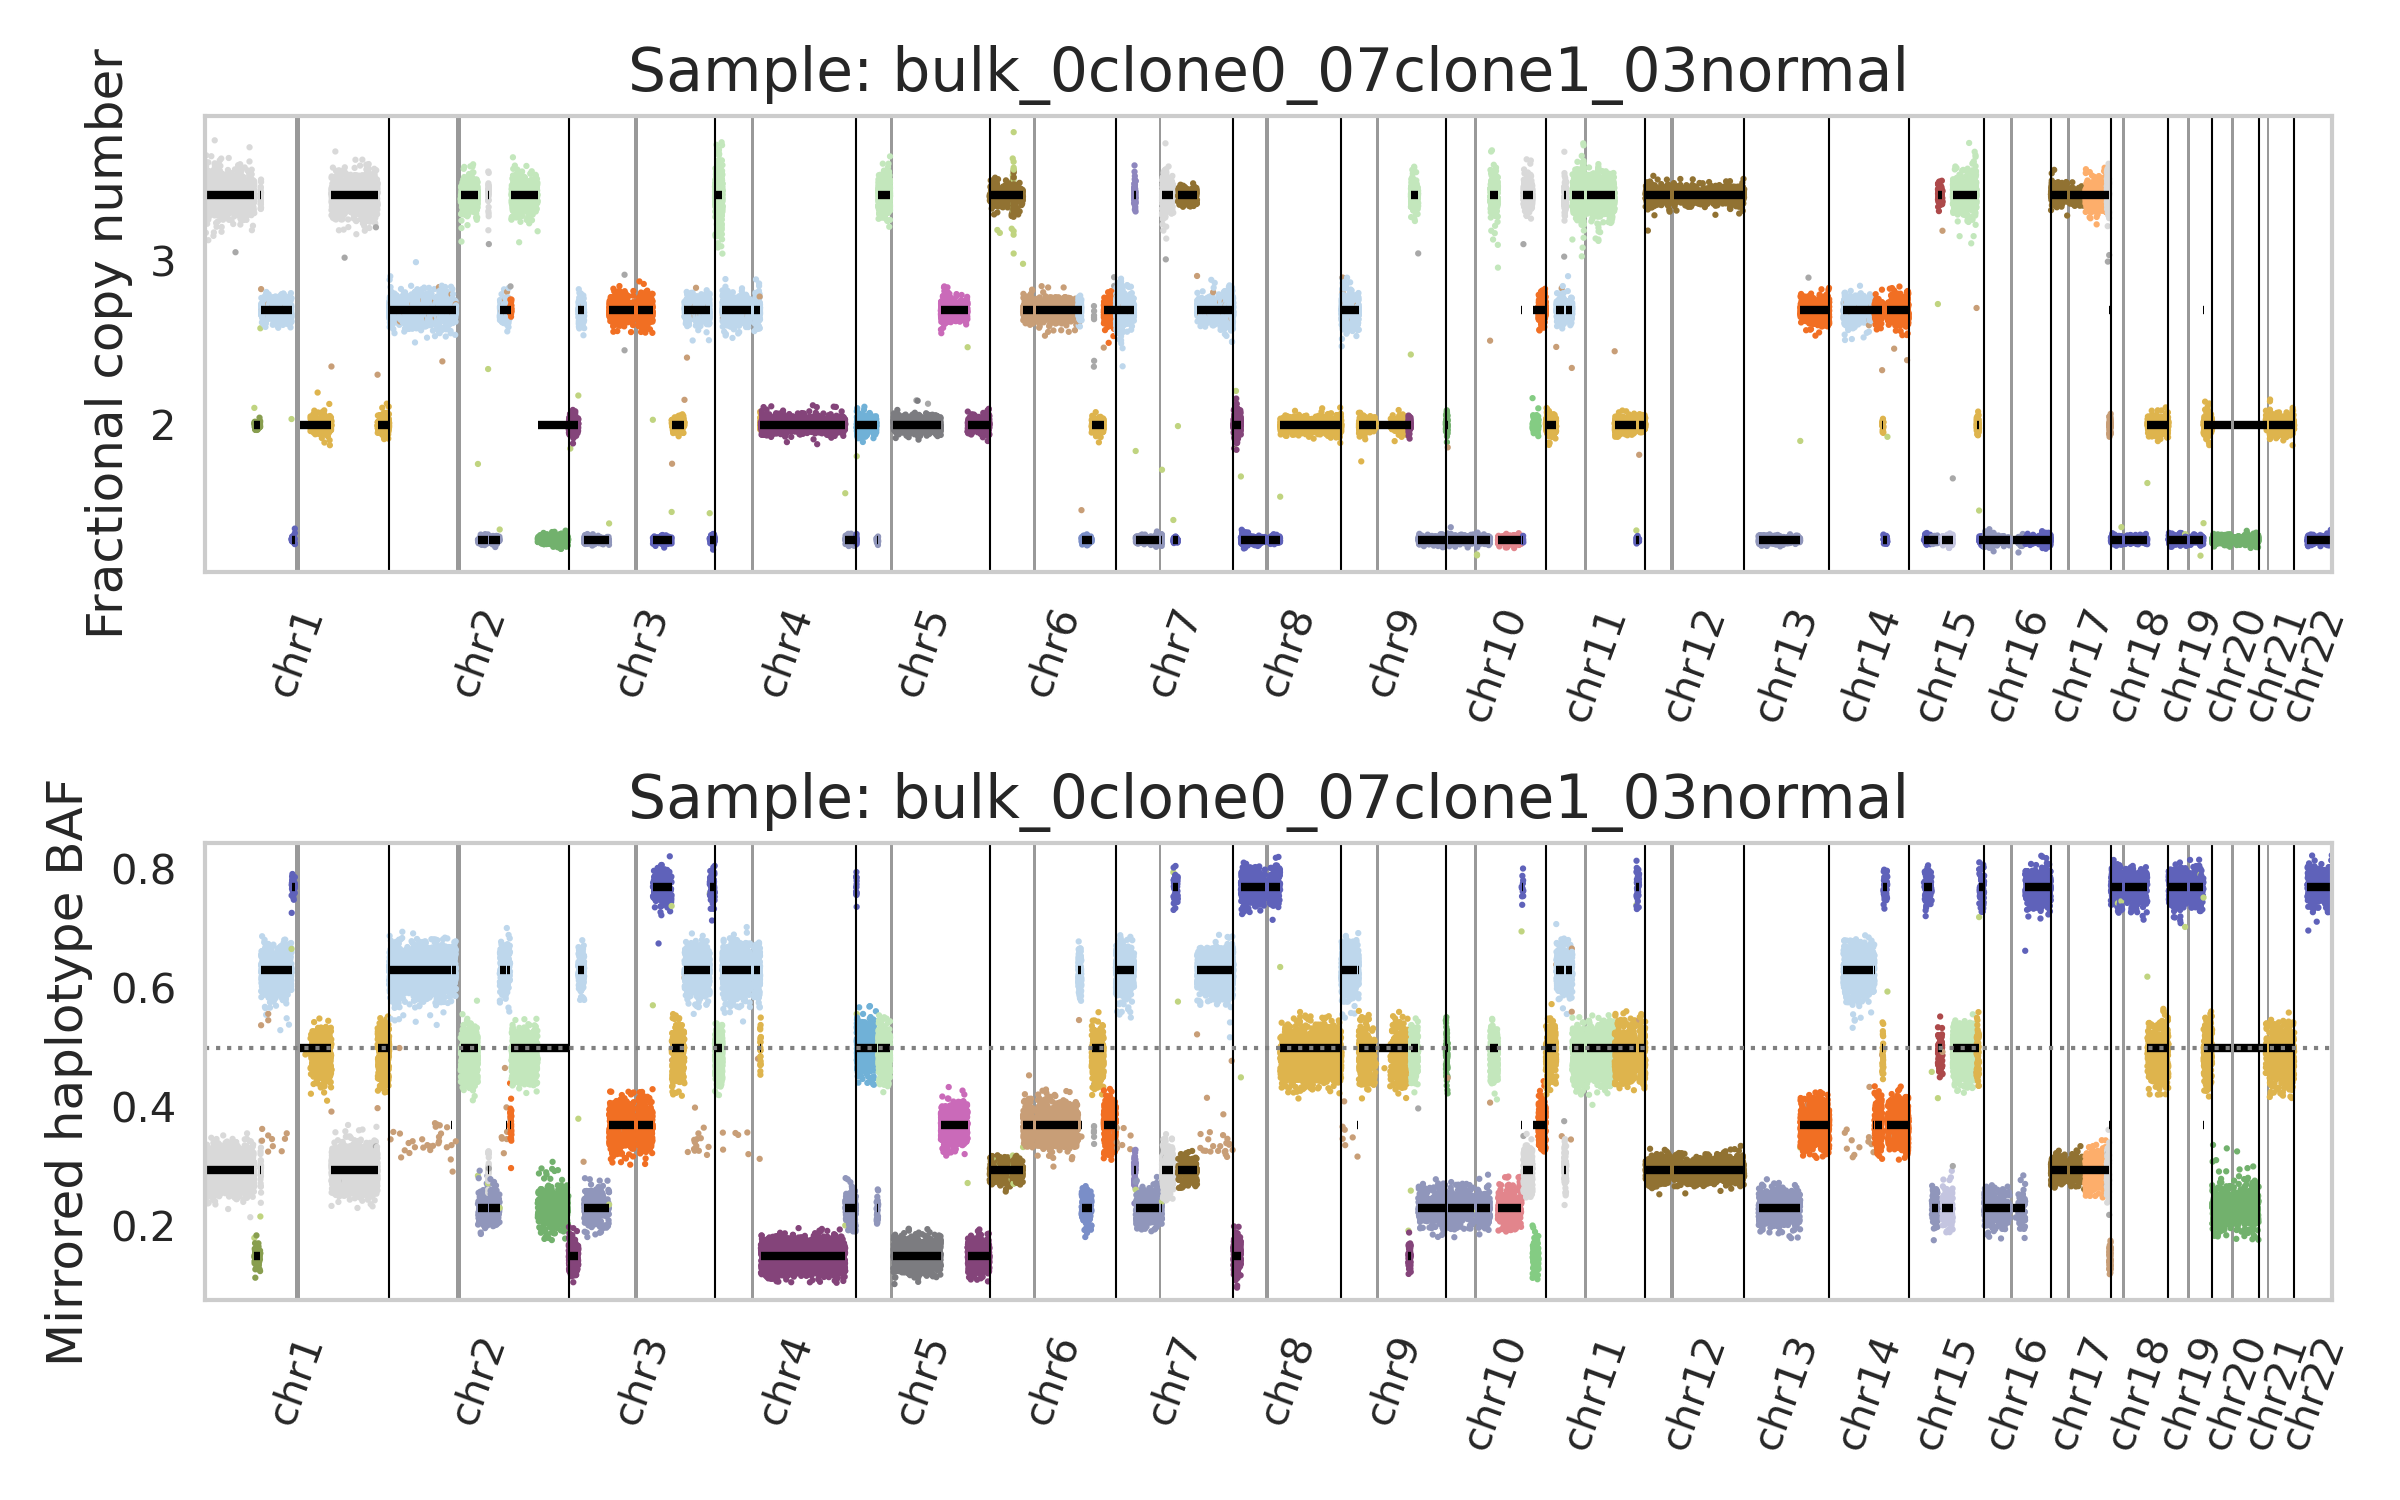 Sample: bulk_0clone0_07clone1_03normal
Fractional copy number
3
2
chr1 chr2 chr3 chr4 chr5 chr6 chr7 chr8 chr9 chr10 chr11 chr12 chr13 chr14 chr15 chr16 chr17 chr18 chr19 chr20 chr21 chr22
Sample: bulk_0clone0_07clone1_03normal
Mirrored haplotype BAF
0.8
0.6
0.4
0.2
chr1 chr2 chr3 chr4 chr5 chr6 chr7 chr8 chr9 chr10 chr11 chr12 chr13 chr14 chr15 chr16 chr17 chr18 chr19 chr20 chr21 chr22